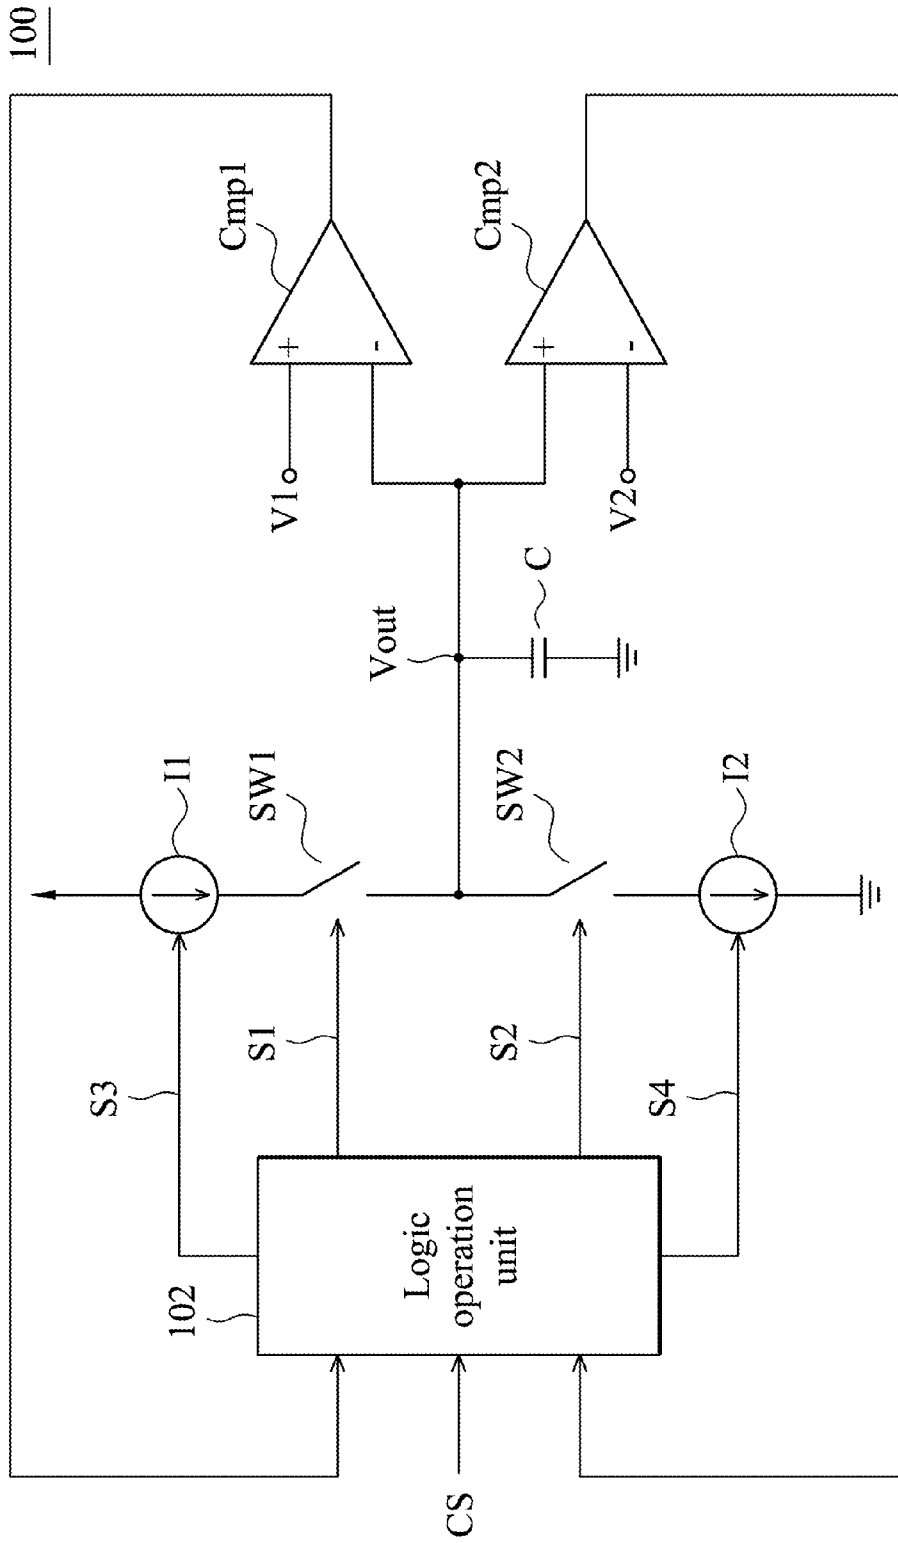 100
Cmp1
+
-
V1
Cmp2
+
-
V2
Vout
C
I1
SW1
SW2
I2
S3
S1
S2
S4
102
Logic
operation
unit
CS